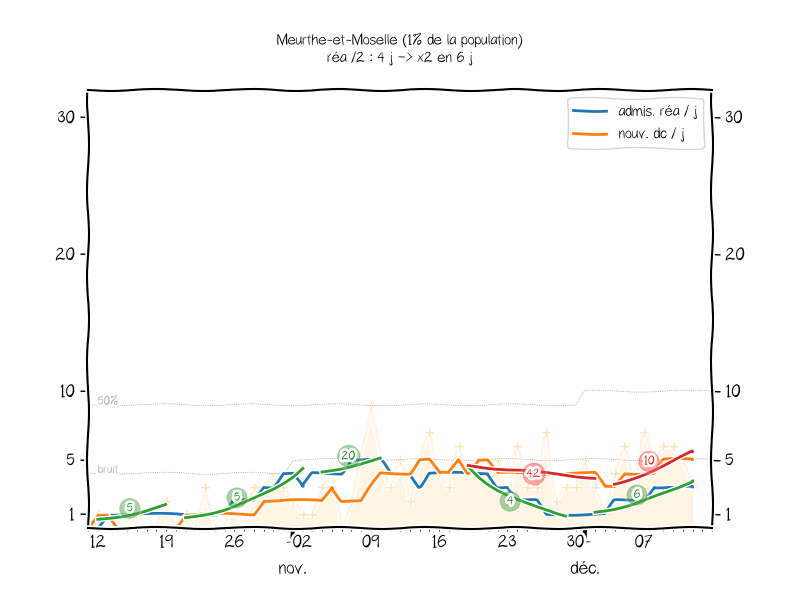 Meurthe-et-Moselle (1% de la population)
réa /2 : 4 j -> x2 en 6 j
admis. réa / j
nouv. dc / j
30 30
20 20
10 10
50%
5 5
bruit
1 1
5 5 20 42 4 10 6
12 19 26 02 09 16 23 30 07
nov. déc.